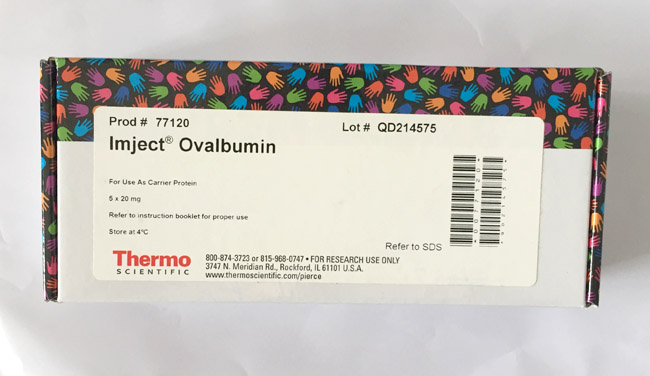 Prod # 77120
Lot # QD214575
Imject® Ovalbumin
For Use As Carrier Protein
5 x 20 mg
Refer to instruction booklet for proper use
Store at 4°C
Refer to SDS
Thermo
SCIENTIFIC
800-874-3723 or 815-968-0747 • FOR RESEARCH USE ONLY
3747 N. Meridian Rd., Rockford, IL 61101 U.S.A.
www.thermoscientific.com/pierce